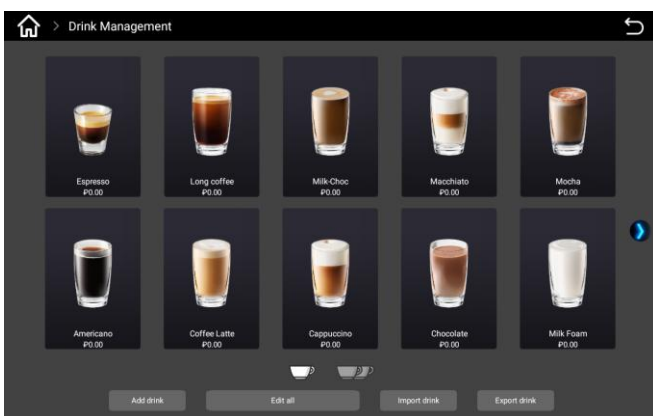 > Drink Management
Espresso
₽0.00
Long coffee
₽0.00
Milk-Choc
₽0.00
Macchiato
₽0.00
Mocha
₽0.00
Americano
₽0.00
Coffee Latte
₽0.00
Cappuccino
₽0.00
Chocolate
₽0.00
Milk Foam
₽0.00
Add drink
Edit all
Import drink
Export drink